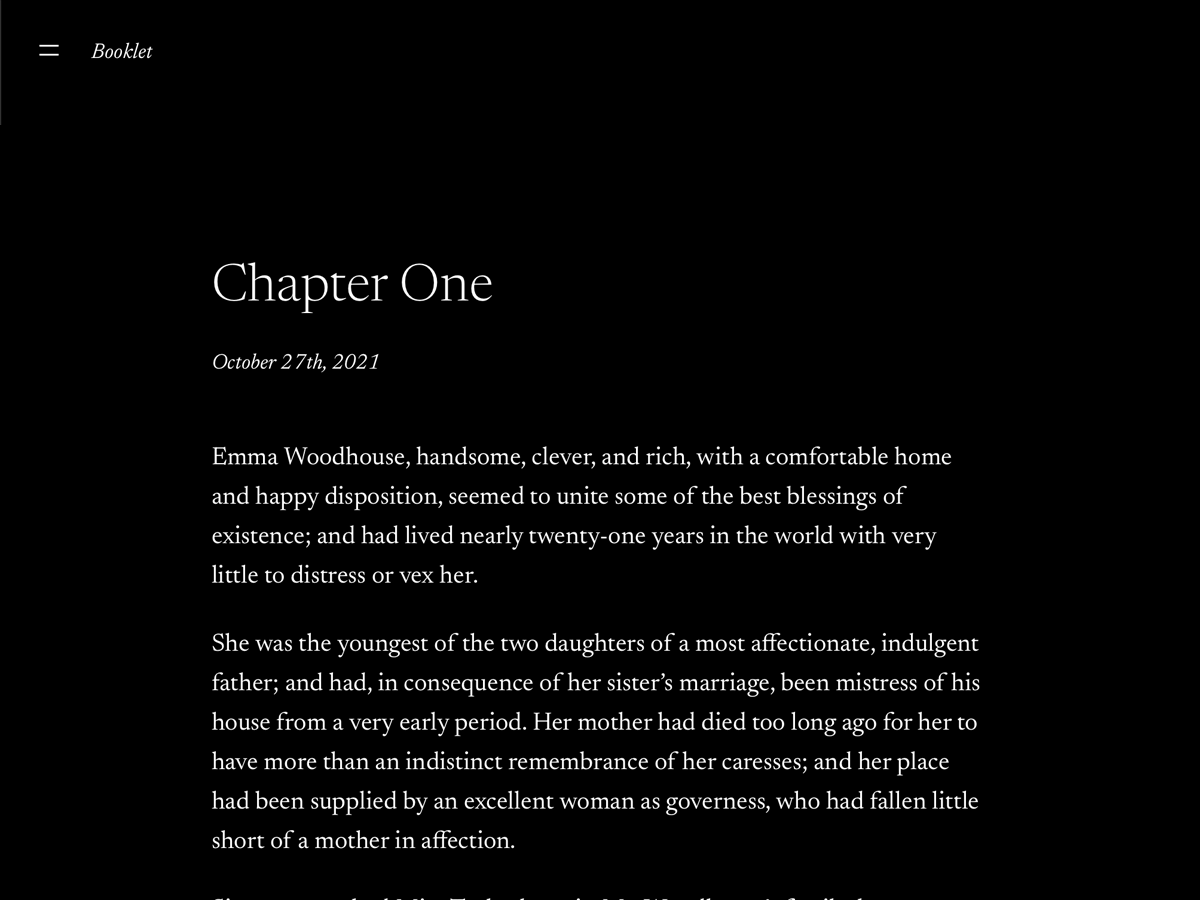 Booklet
Chapter One
October 27th, 2021
Emma Woodhouse, handsome, clever, and rich, with a comfortable home
and happy disposition, seemed to unite some of the best blessings of
existence; and had lived nearly twenty-one years in the world with very
little to distress or vex her.
She was the youngest of the two daughters of a most affectionate, indulgent
father; and had, in consequence of her sister’s marriage, been mistress of his
house from a very early period. Her mother had died too long ago for her to
have more than an indistinct remembrance of her caresses; and her place
had been supplied by an excellent woman as governess, who had fallen little
short of a mother in affection.